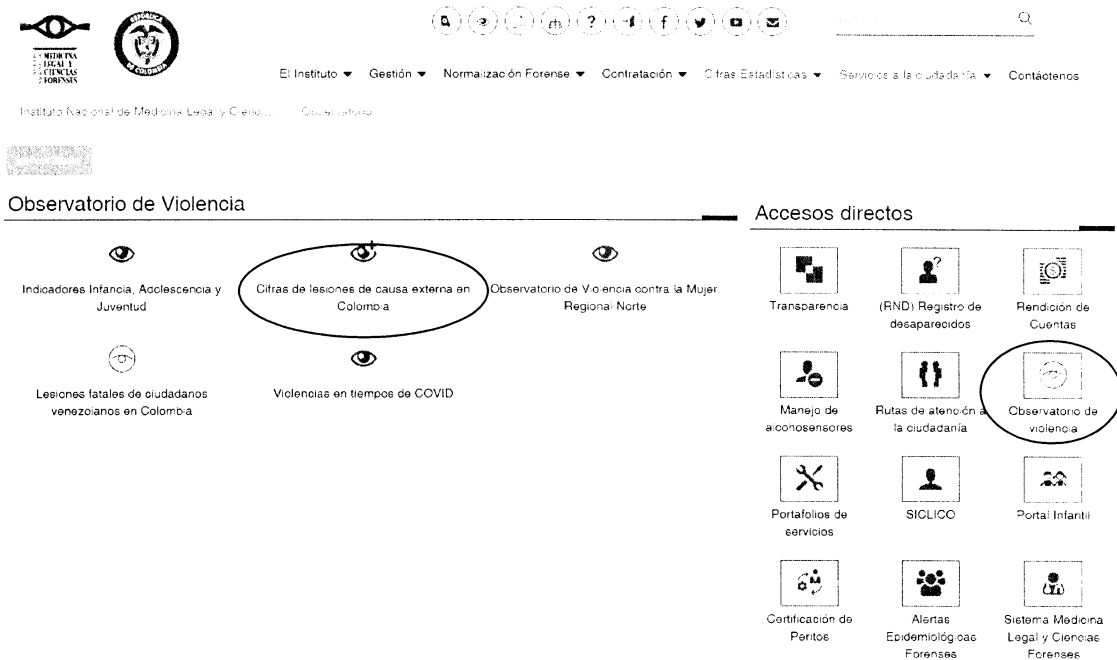 MEDICINA
LEGAL Y
CIENCIAS
FORENSES
REPÚBLICA
DE COLOMBIA
El Instituto Gestión Normalización Forense Contratación Cifras Estadísticas Servicios a la ciudadanía Contáctenos
Instituto Nacional de Medicina Legal y Cienc... Observatorio
Observatorio de Violencia
Indicadores Infancia, Adolescencia y
Juventud
Cifras de lesiones de causa externa en
Colombia
Observatorio de Violencia contra la Mujer
Regional Norte
Lesiones fatales de ciudadanos
venezolanos en Colombia
Violencias en tiempos de COVID
Accesos directos
Transparencia
(RND) Registro de
desaparecidos
Rendición de
Cuentas
Manejo de
alcohosensores
Rutas de atención a
la ciudadanía
Observatorio de
violencia
Portafolios de
servicios
SICLICO
Portal Infantil
Certificación de
Peritos
Alertas
Epidemiológicas
Forenses
Sistema Medicina
Legal y Ciencias
Forenses